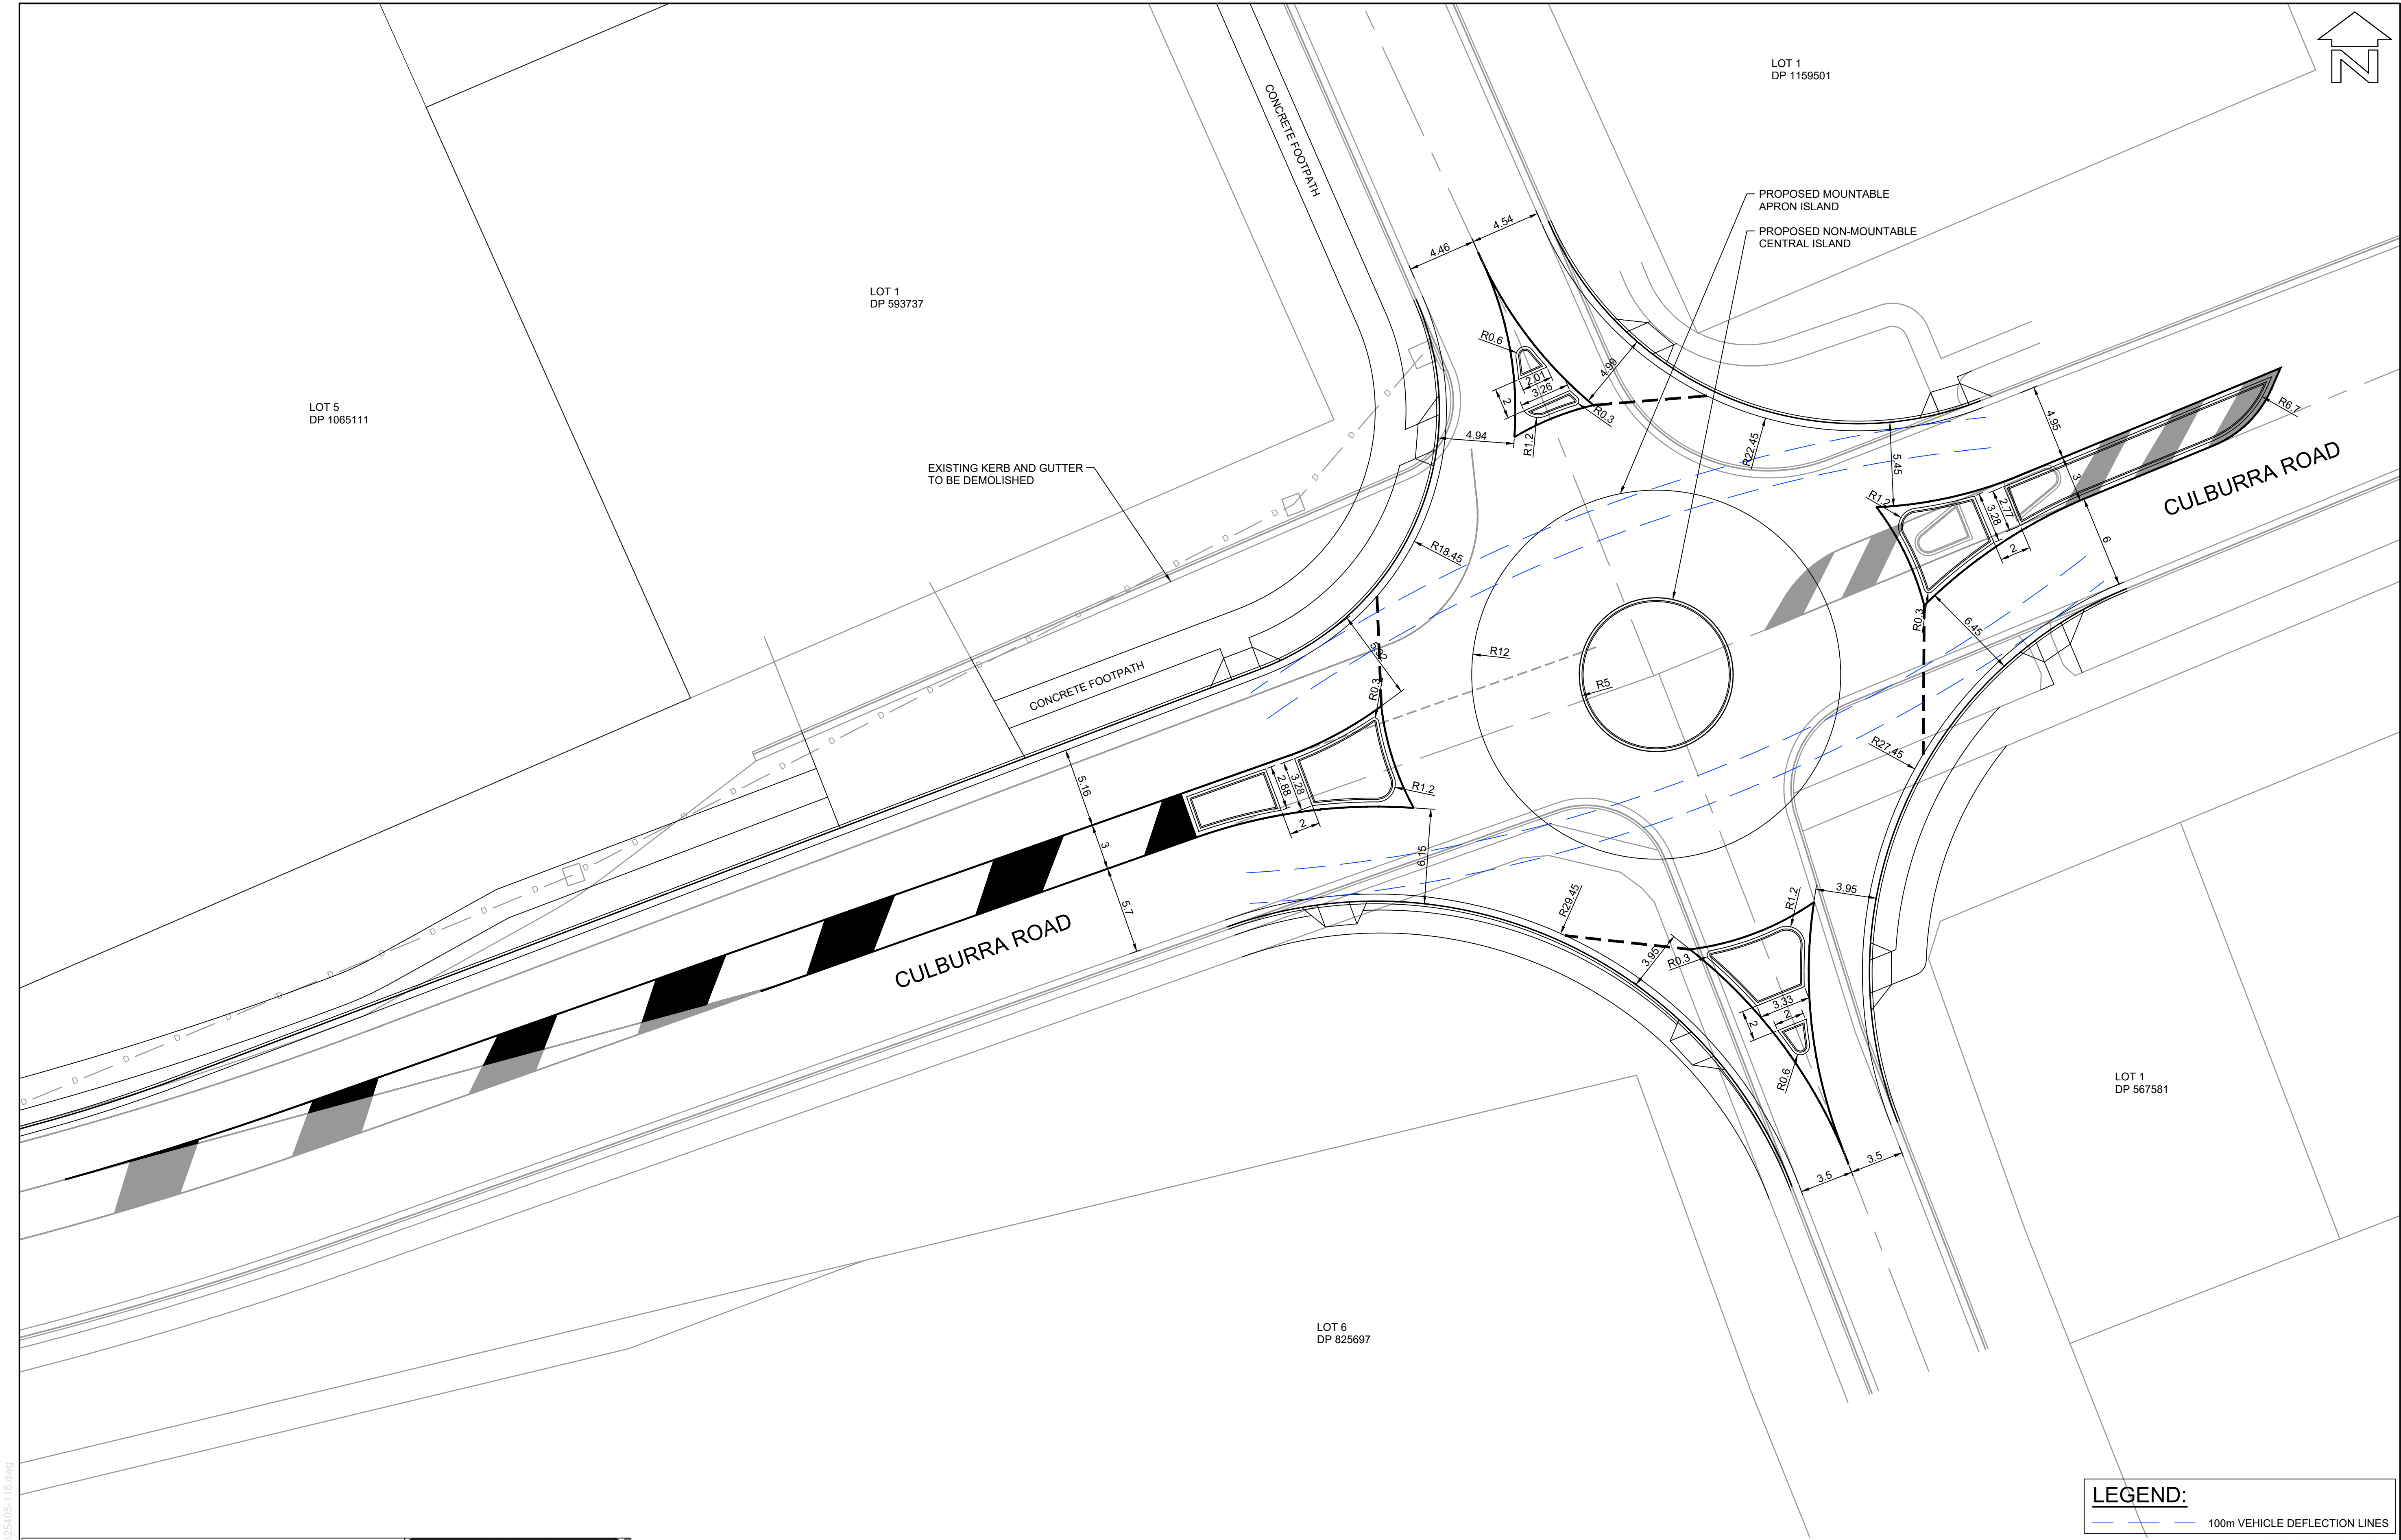 N
LOT 1
DP 1159501
CONCRETE FOOTPATH
PROPOSED MOUNTABLE
APRON ISLAND
PROPOSED NON-MOUNTABLE
CENTRAL ISLAND
4.54
4.46
LOT 1
DP 593737
LOT 5
DP 1065111
R0.6
4.99
2.01
3.26
2
R0.3
R1.2
4.94
R22.45
5.45
4.95
3
R6.7
CULBURRA ROAD
R1.2
3.28
2.77
2
6
R0.3
6.45
EXISTING KERB AND GUTTER
TO BE DEMOLISHED
R18.45
R12
R5
R0.3
CONCRETE FOOTPATH
5.16
2.88
3.28
2
R1.2
3
5.7
6.15
R27.45
CULBURRA ROAD
R29.45
R1.2
3.95
3.95
R0.3
3.33
2
2
R0.6
3.5
3.5
LOT 1
DP 567581
LOT 6
DP 825697
D D D D D D D D D D D D D D D D D D D D D D D D D D D D
LEGEND:
100m VEHICLE DEFLECTION LINES
\25405-116.dwg